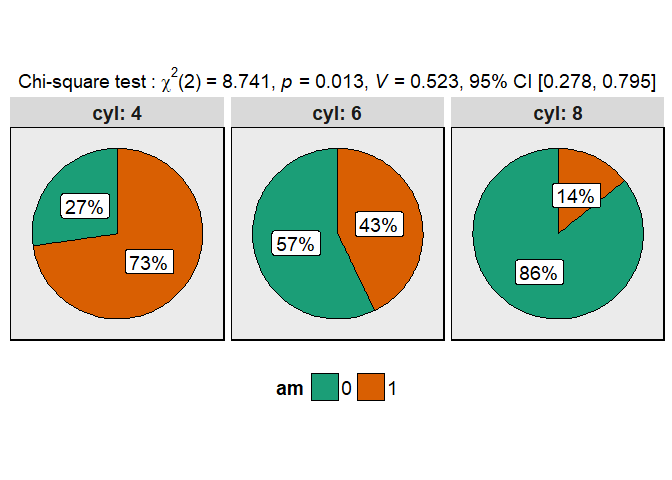 Chi-square test : χ²(2) = 8.741, p = 0.013, V = 0.523, 95% CI [0.278, 0.795]
cyl: 4 cyl: 6 cyl: 8
27% 73%
57% 43%
14% 86%
am 0 1